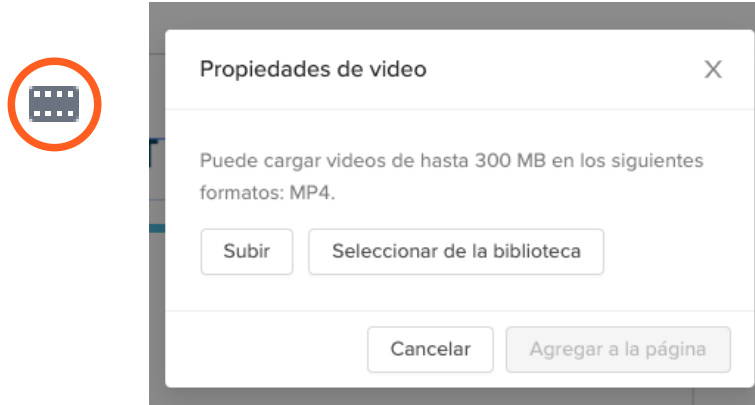 Propiedades de video X
Puede cargar videos de hasta 300 MB en los siguientes
formatos: MP4.
Subir Seleccionar de la biblioteca
Cancelar Agregar a la página